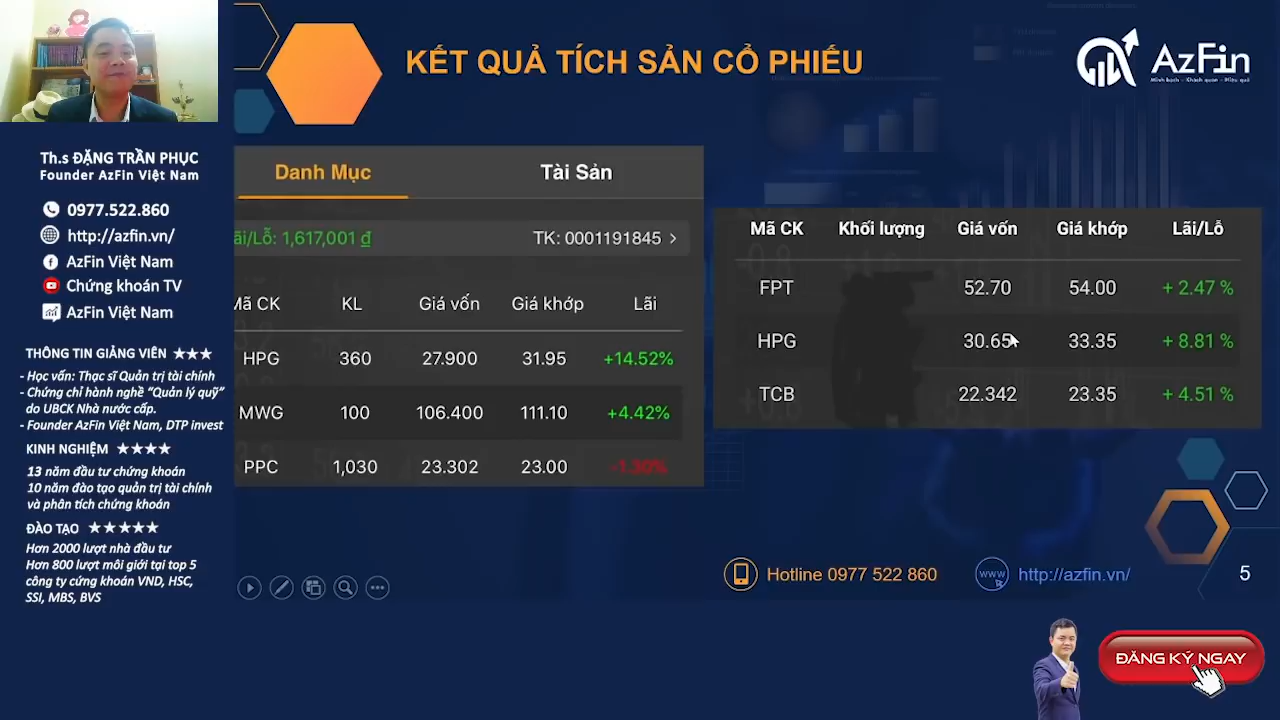 KẾT QUẢ TÍCH SẢN CỔ PHIẾU
AzFin
Minh bạch - Khách quan - Hiệu quả
Th.s ĐẶNG TRẦN PHỤC
Founder AzFin Việt Nam
0977.522.860
http://azfin.vn/
AzFin Việt Nam
Chứng khoán TV
AzFin Việt Nam
THÔNG TIN GIẢNG VIÊN ★★★
- Học vấn: Thạc sĩ Quản trị tài chính
- Chứng chỉ hành nghề “Quản lý quỹ”
do UBCK Nhà nước cấp.
- Founder AzFin Việt Nam, DTP invest
KINH NGHIỆM ★★★★
13 năm đầu tư chứng khoán
10 năm đào tạo quản trị tài chính
và phân tích chứng khoán
ĐÀO TẠO ★★★★★
Hơn 2000 lượt nhà đầu tư
Hơn 800 lượt môi giới tại top 5
công ty cứng khoán VND, HSC,
SSI, MBS, BVS
Danh Mục Tài Sản
ãi/Lỗ: 1,617,001 ₫ TK: 0001191845 >
Mã CK KL Giá vốn Giá khớp Lãi
HPG 360 27.900 31.95 +14.52%
MWG 100 106.400 111.10 +4.42%
PPC 1,030 23.302 23.00 -1.30%
Mã CK Khối lượng Giá vốn Giá khớp Lãi/Lỗ
FPT 52.70 54.00 + 2.47 %
HPG 30.65 33.35 + 8.81 %
TCB 22.342 23.35 + 4.51 %
Hotline 0977 522 860
www
http://azfin.vn/
5
ĐĂNG KÝ NGAY